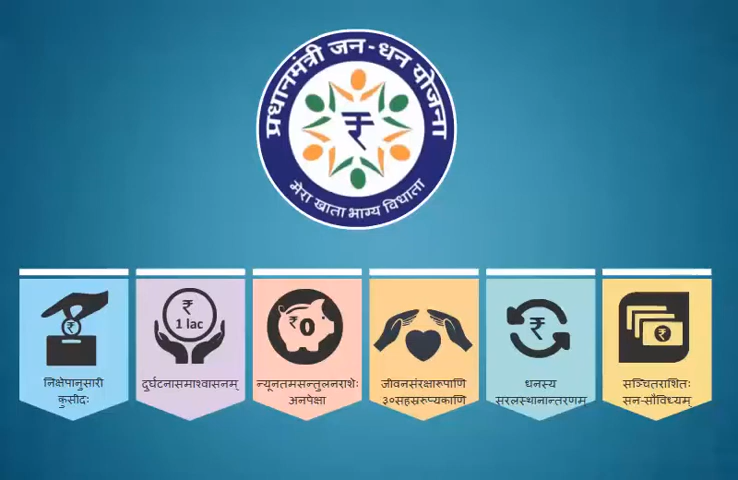 प्रधानमंत्री जन-धन योजना
₹
मेरा खाता भाग्य विधाता
₹
निक्षेपानुसारी
कुसीदः
₹
1 lac
दुर्घटनासमाश्वासनम्
₹0
न्यूनतमसन्तुलनराशेः
अनपेक्षा
जीवनसंरक्षारुपाणि
३०सहस्ररुप्यकाणि
₹
धनस्य
सरलस्थानान्तरणम्
₹
सञ्चितराशितः
सन-सौविध्यम्